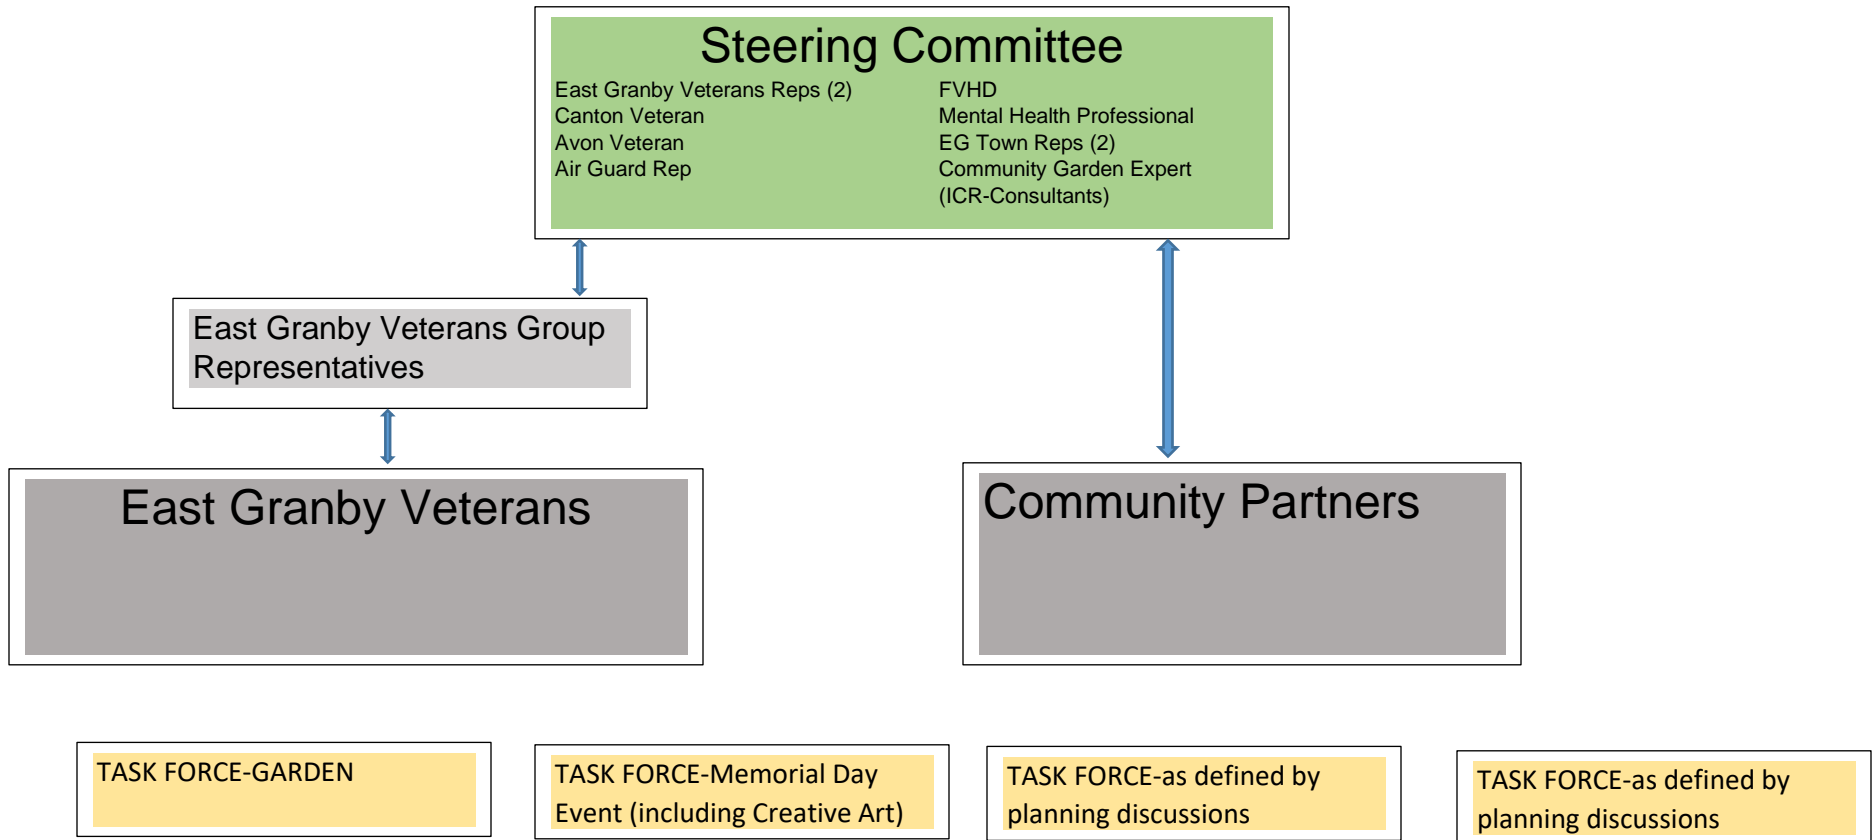 Steering Committee
East Granby Veterans Reps (2)
Canton Veteran
Avon Veteran
Air Guard Rep
FVHD
Mental Health Professional
EG Town Reps (2)
Community Garden Expert
(ICR-Consultants)
East Granby Veterans Group
Representatives
East Granby Veterans
Community Partners
TASK FORCE-GARDEN
TASK FORCE-Memorial Day
Event (including Creative Art)
TASK FORCE-as defined by
planning discussions
TASK FORCE-as defined by
planning discussions